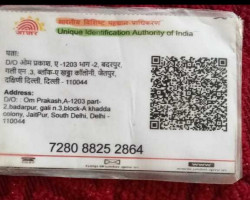 भारतीय विशिष्ट पहचान प्राधिकरण
Unique Identification Authority of India
पता:
D/O ओम प्रकाश, ए -1203 भाग -2, बदरपुर,
गली न .3, ब्लॉक-ए खड्डा कॉलोनी, जैतपुर,
दक्षिणी दिल्ली, दिल्ली - 110044
Address:
D/O: Om Prakash,A-1203 part-
2,badarpur, gali n.3,block-A khadda
colony, JaitPur, South Delhi, Delhi -
110044
7280 8825 2864